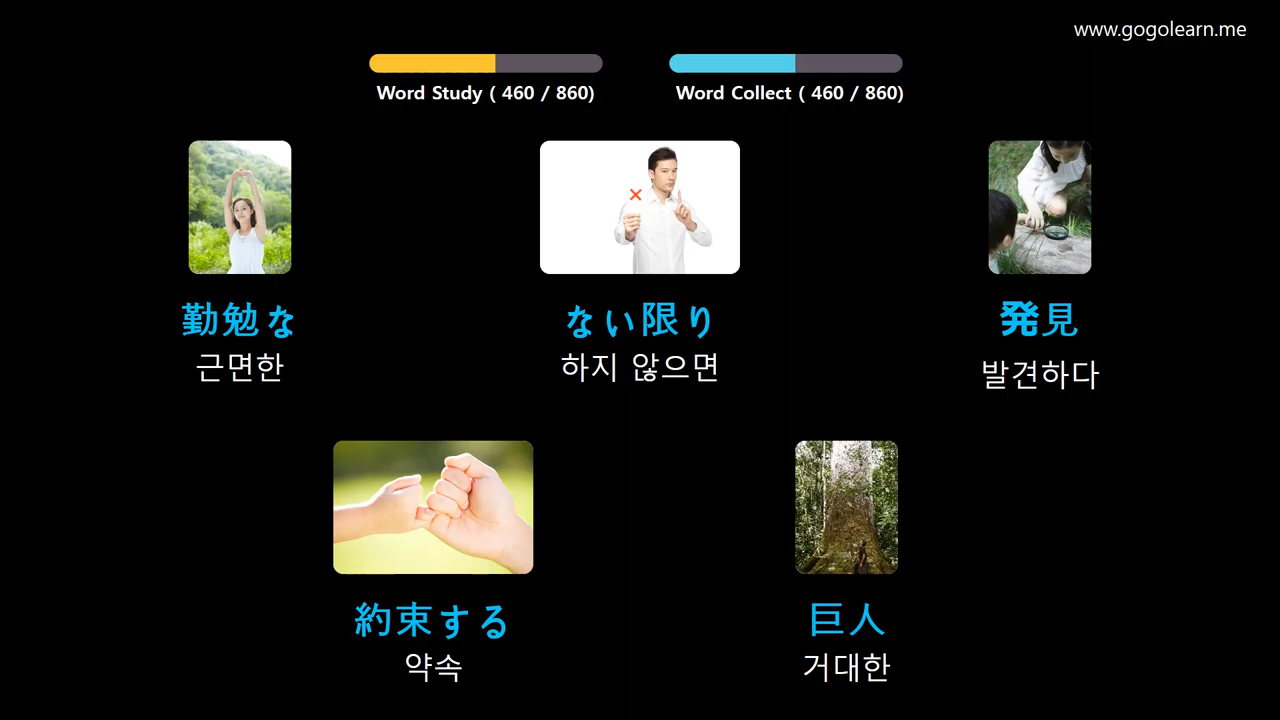 www.gogolearn.me
Word Study ( 460 / 860)
Word Collect ( 460 / 860)
勤勉な
근면한
ない限り
하지 않으면
発見
발견하다
約束する
약속
巨人
거대한